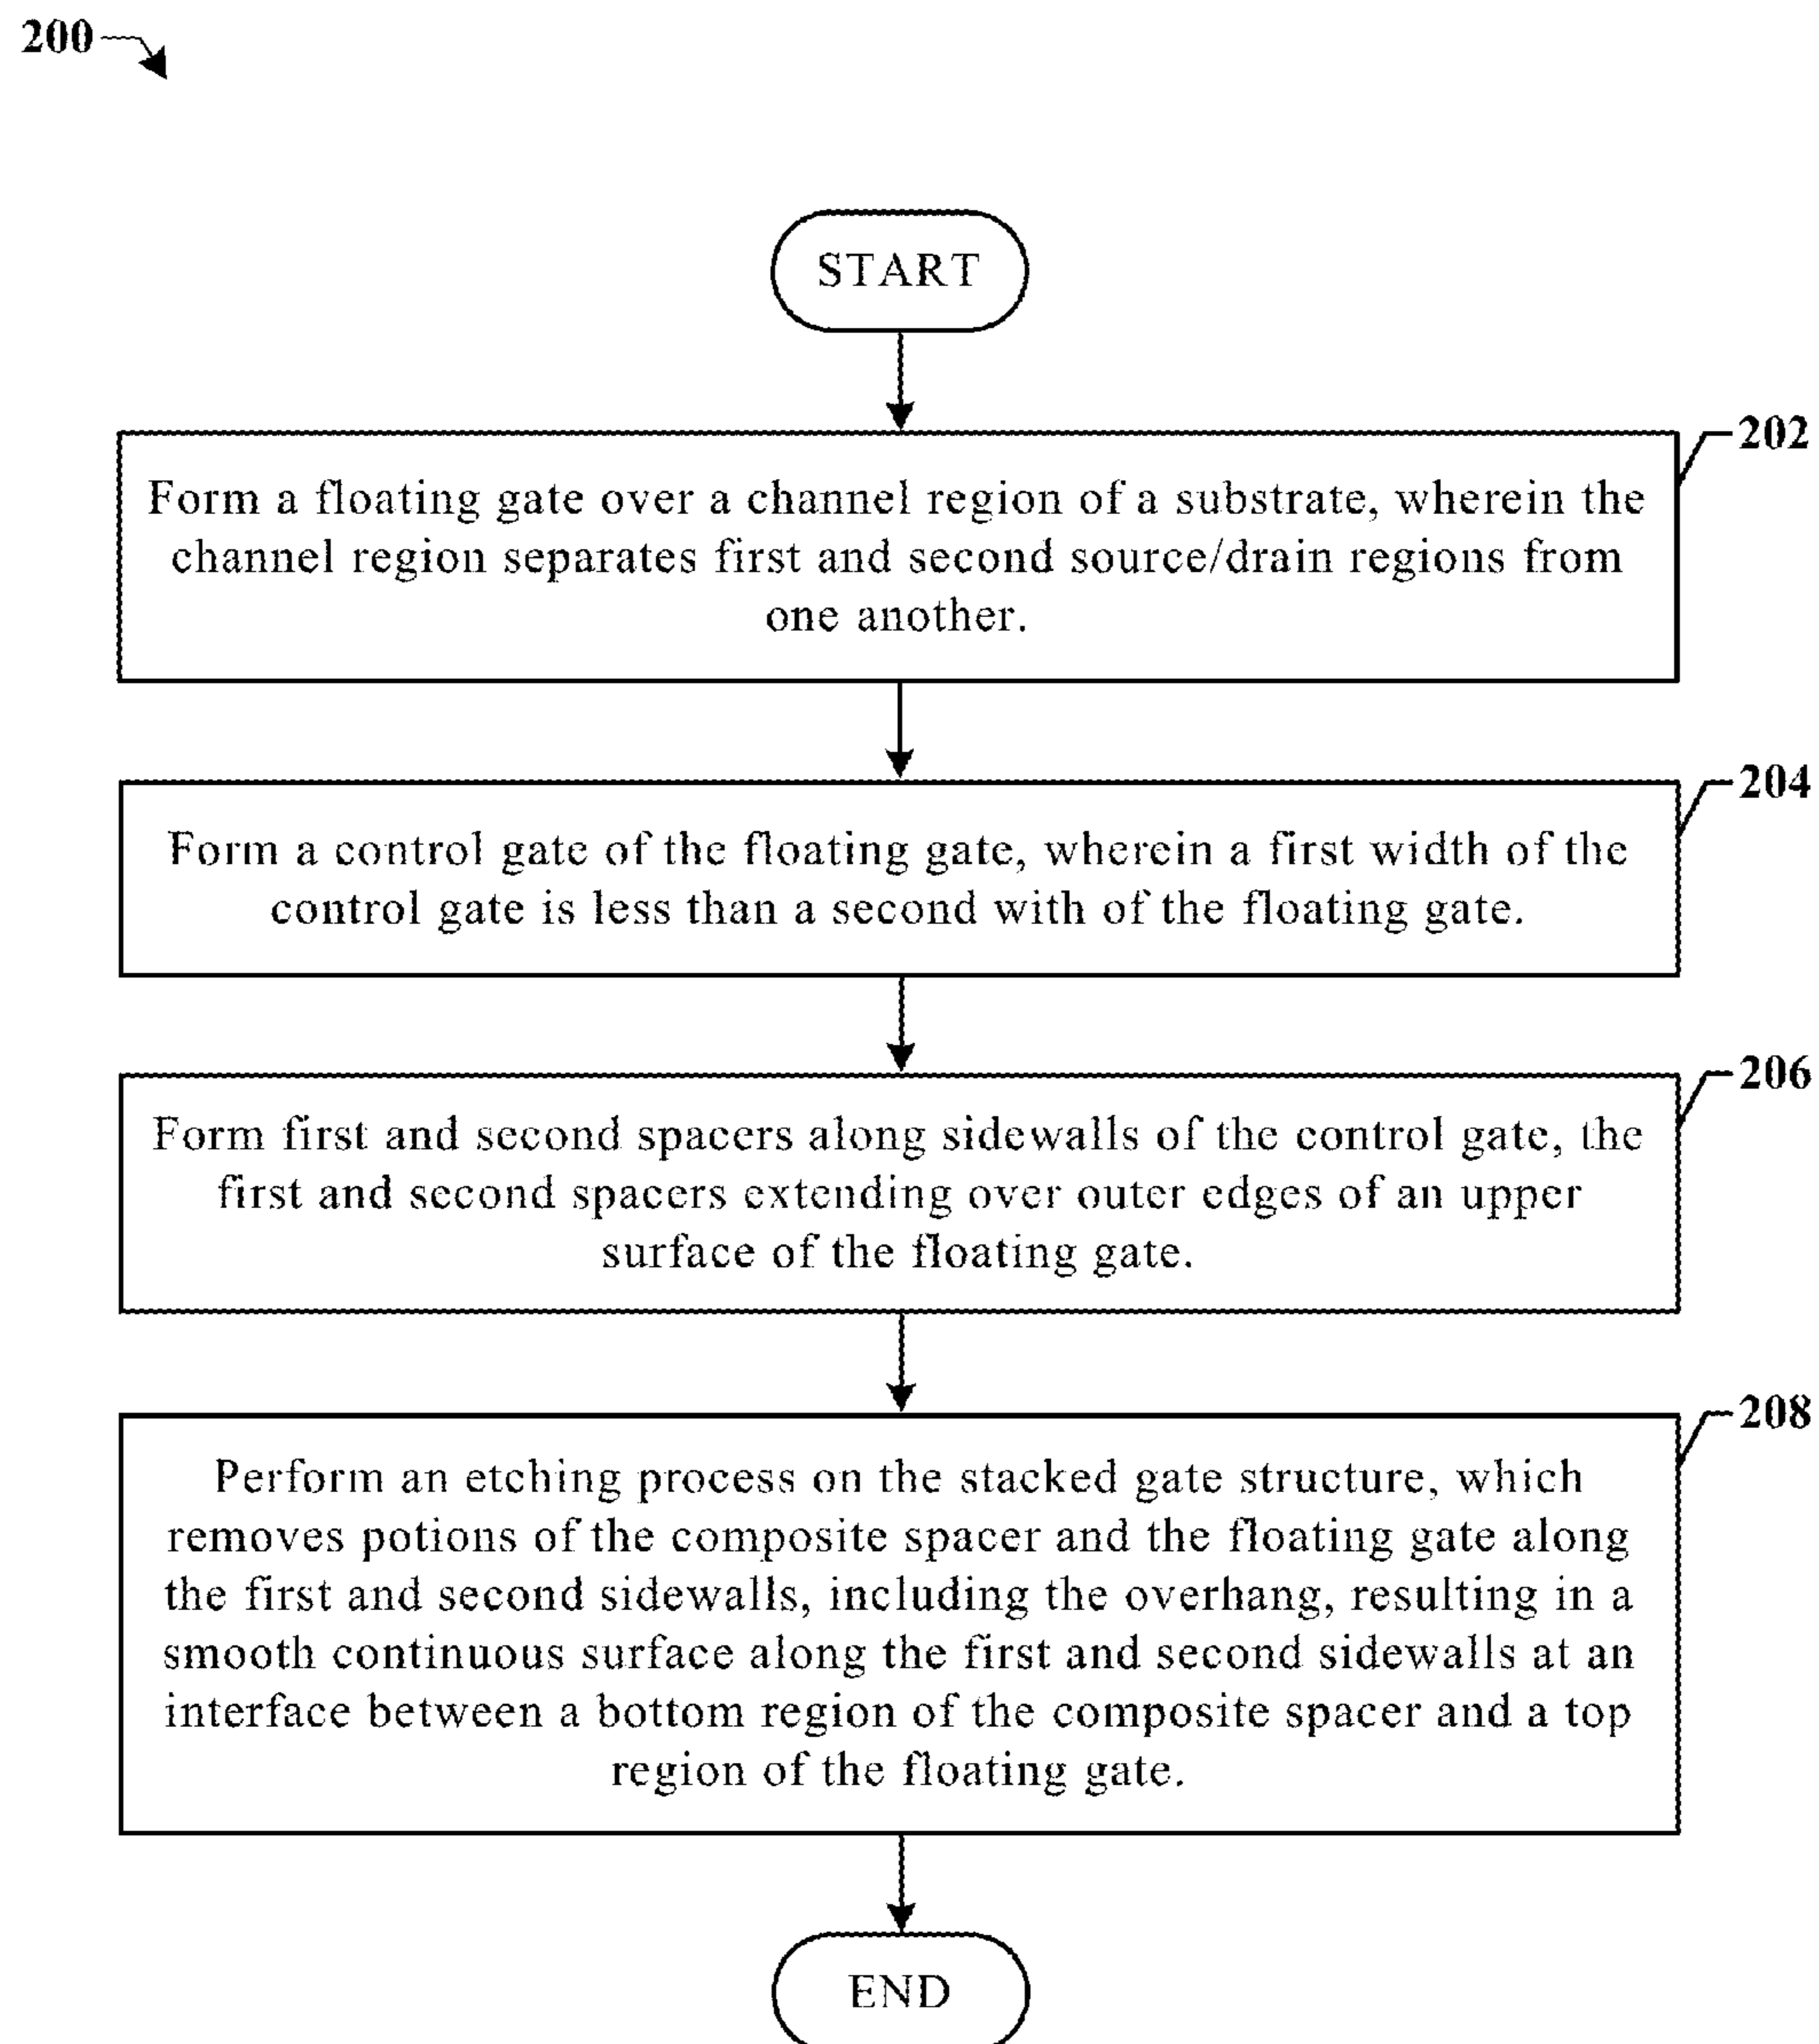 200
START
202
Form a floating gate over a channel region of a substrate, wherein the
channel region separates first and second source/drain regions from
one another.
204
Form a control gate of the floating gate, wherein a first width of the
control gate is less than a second with of the floating gate.
206
Form first and second spacers along sidewalls of the control gate, the
first and second spacers extending over outer edges of an upper
surface of the floating gate.
208
Perform an etching process on the stacked gate structure, which
removes potions of the composite spacer and the floating gate along
the first and second sidewalls, including the overhang, resulting in a
smooth continuous surface along the first and second sidewalls at an
interface between a bottom region of the composite spacer and a top
region of the floating gate.
END